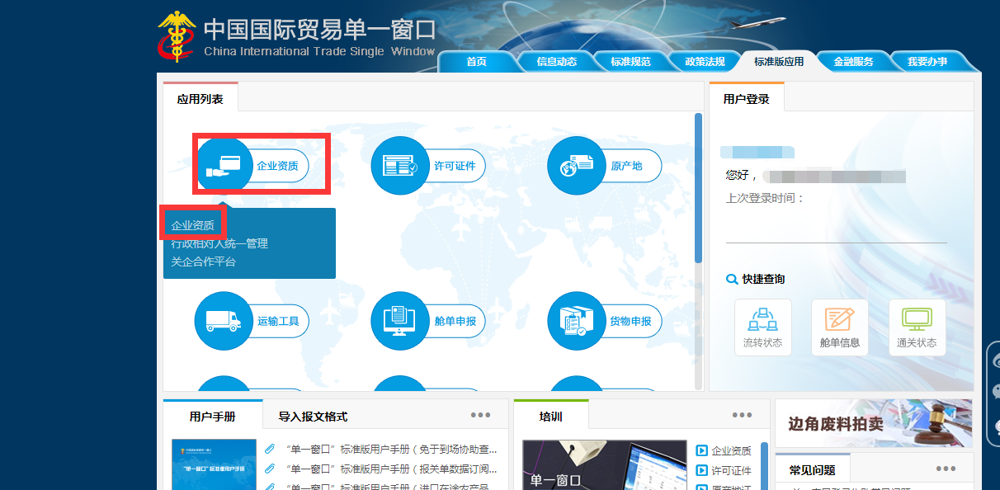 中国国际贸易单一窗口
China International Trade Single Window
首页 信息动态 标准规范 政策法规 标准版应用 金融服务 我要办事
应用列表
用户登录
企业资质 许可证件 原产地
您好，
上次登录时间：
企业资质
行政相对人统一管理
关企合作平台
快捷查询
运输工具 舱单申报 货物申报
流转状态 舱单信息 通关状态
用户手册 导入报文格式 •••
培训 •••
边角废料拍卖
“单一窗口”标准版用户手册（免于到场协助查...
“单一窗口”标准版用户手册（报关单数据订阅...
“单一窗口”标准版用户手册（进口在途农产品
“单一窗口”标准版用户手册
单一窗口
企业资质
许可证件
原产地证
常见问题 •••